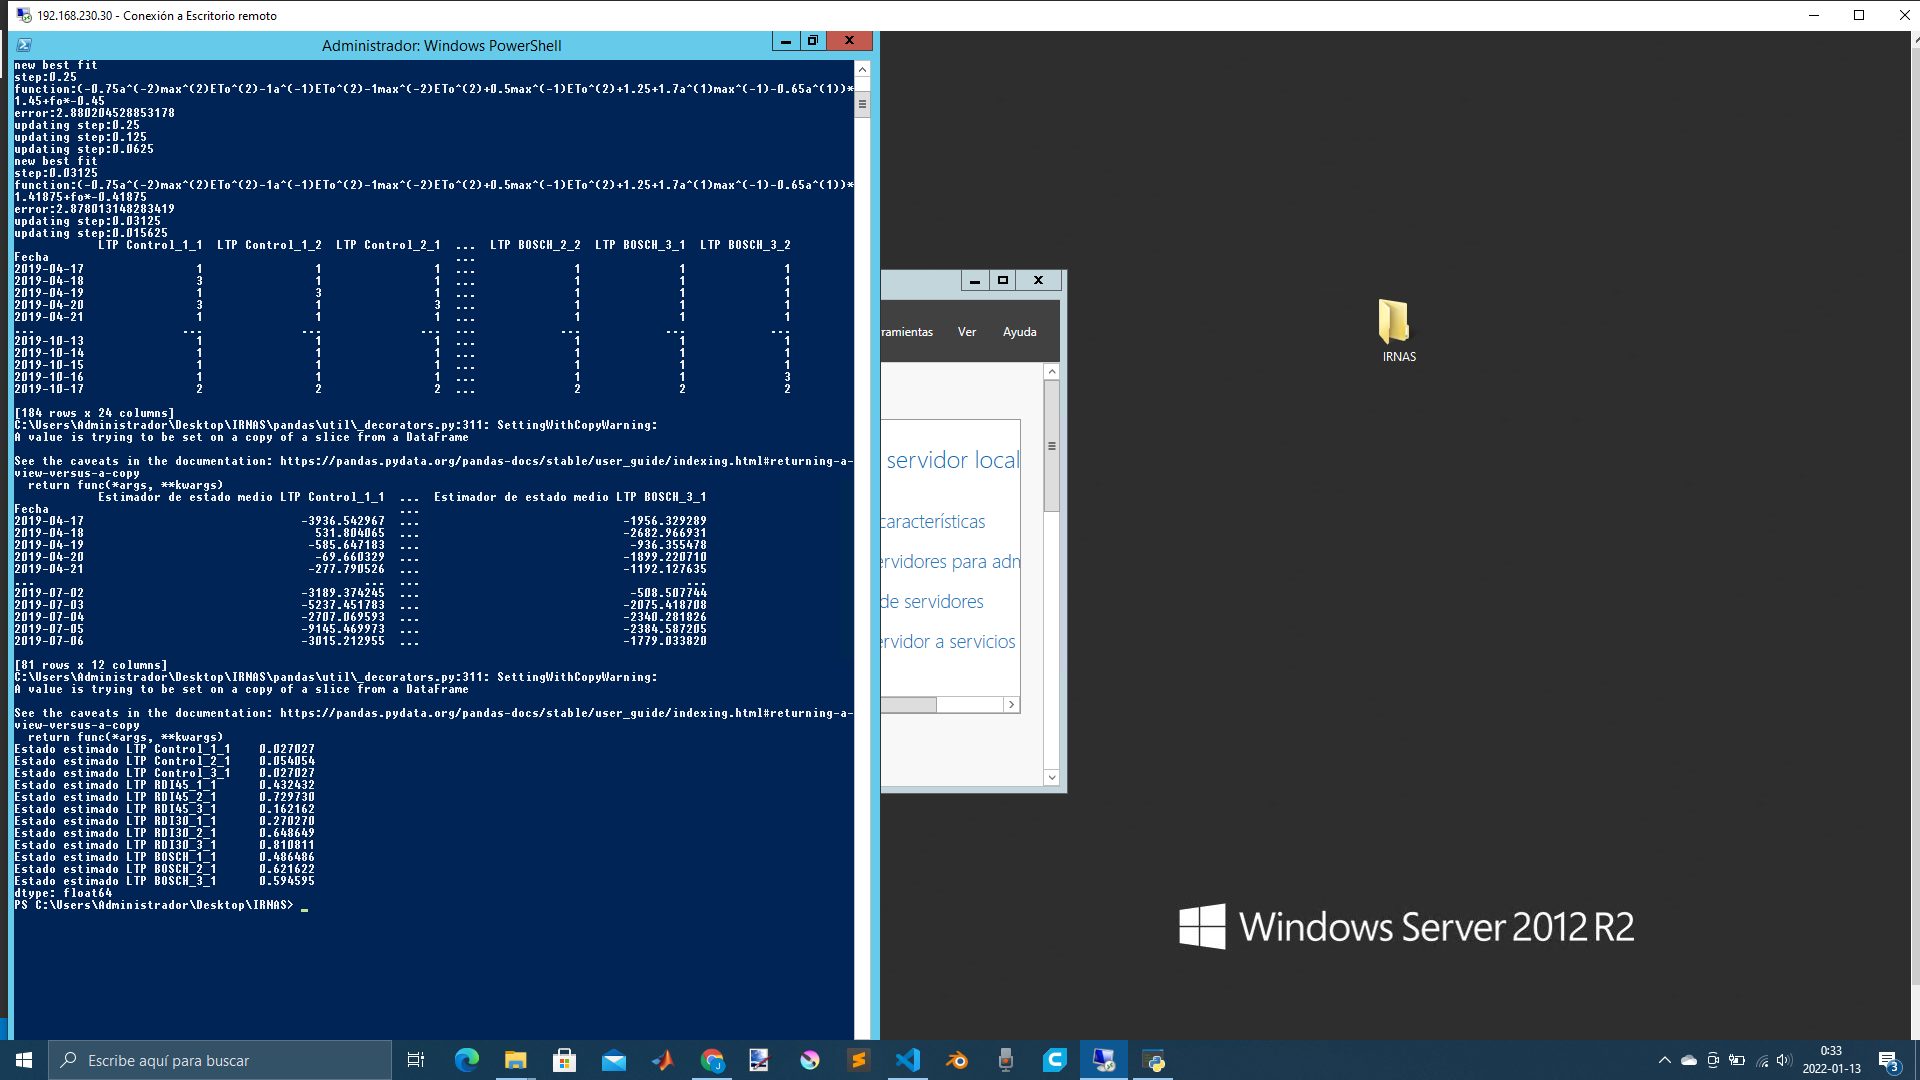 192.168.230.30 - Conexión a Escritorio remoto
Administrador: Windows PowerShell
new best fit
step:0.25
function:(-0.75a^(-2)max^(2)ETo^(2)-1a^(-1)ETo^(2)-1max^(-2)ETo^(2)+0.5max^(-1)ETo^(2)+1.25+1.7a^(1)max^(-1)-0.65a^(1))*
1.45+fo*-0.45
error:2.880204528853178
updating step:0.25
updating step:0.125
updating step:0.0625
new best fit
step:0.03125
function:(-0.75a^(-2)max^(2)ETo^(2)-1a^(-1)ETo^(2)-1max^(-2)ETo^(2)+0.5max^(-1)ETo^(2)+1.25+1.7a^(1)max^(-1)-0.65a^(1))*
1.41875+fo*-0.41875
error:2.878013148283419
updating step:0.03125
updating step:0.015625
LTP Control_1_1 LTP Control_1_2 LTP Control_2_1 ... LTP BOSCH_2_2 LTP BOSCH_3_1 LTP BOSCH_3_2
Fecha ...
2019-04-17 1 1 1 ... 1 1 1
2019-04-18 3 1 1 ... 1 1 1
2019-04-19 1 3 1 ... 1 1 1
2019-04-20 3 1 3 ... 1 1 1
2019-04-21 1 1 1 ... 1 1 1
... ... ... ... ... ... ... ...
2019-10-13 1 1 1 ... 1 1 1
2019-10-14 1 1 1 ... 1 1 1
2019-10-15 1 1 1 ... 1 1 1
2019-10-16 1 1 1 ... 1 1 3
2019-10-17 2 2 2 ... 2 2 2
[184 rows x 24 columns]
C:\Users\Administrador\Desktop\IRNAS\pandas\util\_decorators.py:311: SettingWithCopyWarning:
A value is trying to be set on a copy of a slice from a DataFrame
See the caveats in the documentation: https://pandas.pydata.org/pandas-docs/stable/user_guide/indexing.html#returning-a-
view-versus-a-copy
return func(*args, **kwargs)
Estimador de estado medio LTP Control_1_1 ... Estimador de estado medio LTP BOSCH_3_1
Fecha ...
2019-04-17 -3936.542967 ... -1956.329289
2019-04-18 531.804065 ... -2682.966931
2019-04-19 -585.647183 ... -936.355478
2019-04-20 -69.660329 ... -1899.220710
2019-04-21 -277.790526 ... -1192.127635
... ... ... ...
2019-07-02 -3189.374245 ... -508.507744
2019-07-03 -5237.451783 ... -2075.418708
2019-07-04 -2707.069593 ... -2340.281826
2019-07-05 -9145.469973 ... -2384.587205
2019-07-06 -3015.212955 ... -1779.033820
[81 rows x 12 columns]
C:\Users\Administrador\Desktop\IRNAS\pandas\util\_decorators.py:311: SettingWithCopyWarning:
A value is trying to be set on a copy of a slice from a DataFrame
See the caveats in the documentation: https://pandas.pydata.org/pandas-docs/stable/user_guide/indexing.html#returning-a-
view-versus-a-copy
return func(*args, **kwargs)
Estado estimado LTP Control_1_1 0.027027
Estado estimado LTP Control_2_1 0.054054
Estado estimado LTP Control_3_1 0.027027
Estado estimado LTP RDI45_1_1 0.432432
Estado estimado LTP RDI45_2_1 0.729730
Estado estimado LTP RDI45_3_1 0.162162
Estado estimado LTP RDI30_1_1 0.270270
Estado estimado LTP RDI30_2_1 0.648649
Estado estimado LTP RDI30_3_1 0.810811
Estado estimado LTP BOSCH_1_1 0.486486
Estado estimado LTP BOSCH_2_1 0.621622
Estado estimado LTP BOSCH_3_1 0.594595
dtype: float64
PS C:\Users\Administrador\Desktop\IRNAS> _
ramientas Ver Ayuda
servidor local
características
ervidores para adm
de servidores
ervidor a servicios
IRNAS
Windows Server 2012 R2
Escribe aquí para buscar
0:33
2022-01-13
3